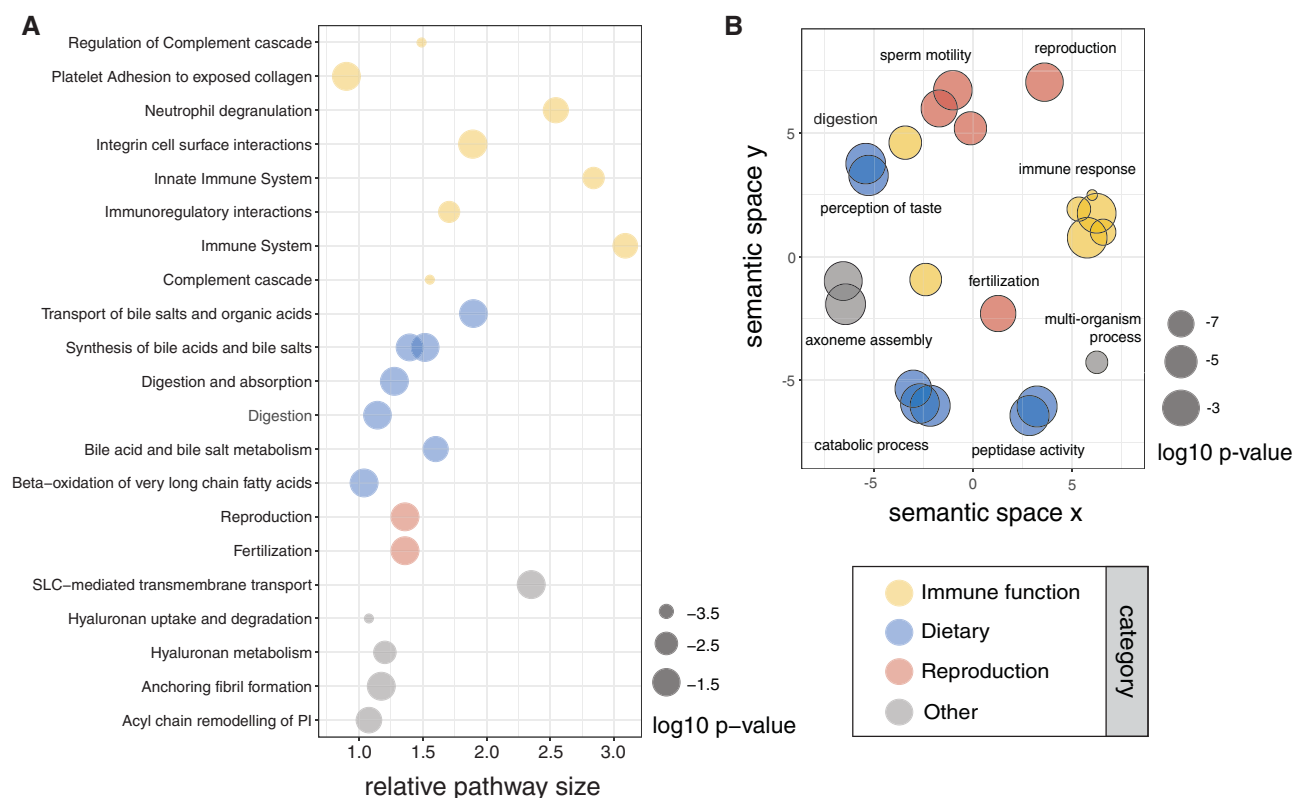 A
Regulation of Complement cascade
Platelet Adhesion to exposed collagen
Neutrophil degranulation
Integrin cell surface interactions
Innate Immune System
Immunoregulatory interactions
Immune System
Complement cascade
Transport of bile salts and organic acids
Synthesis of bile acids and bile salts
Digestion and absorption
Digestion
Bile acid and bile salt metabolism
Beta−oxidation of very long chain fatty acids
Reproduction
Fertilization
SLC−mediated transmembrane transport
Hyaluronan uptake and degradation
Hyaluronan metabolism
Anchoring fibril formation
Acyl chain remodelling of PI
1.0 1.5 2.0 2.5 3.0
relative pathway size
−3.5
−2.5
−1.5
log10 p−value
B
sperm motility
reproduction
digestion
immune response
perception of taste
fertilization
multi-organism
process
axoneme assembly
catabolic process
peptidase activity
5
0
-5
semantic space y
-5 0 5
semantic space x
-7
-5
-3
log10 p-value
Immune function
Dietary
Reproduction
Other
category